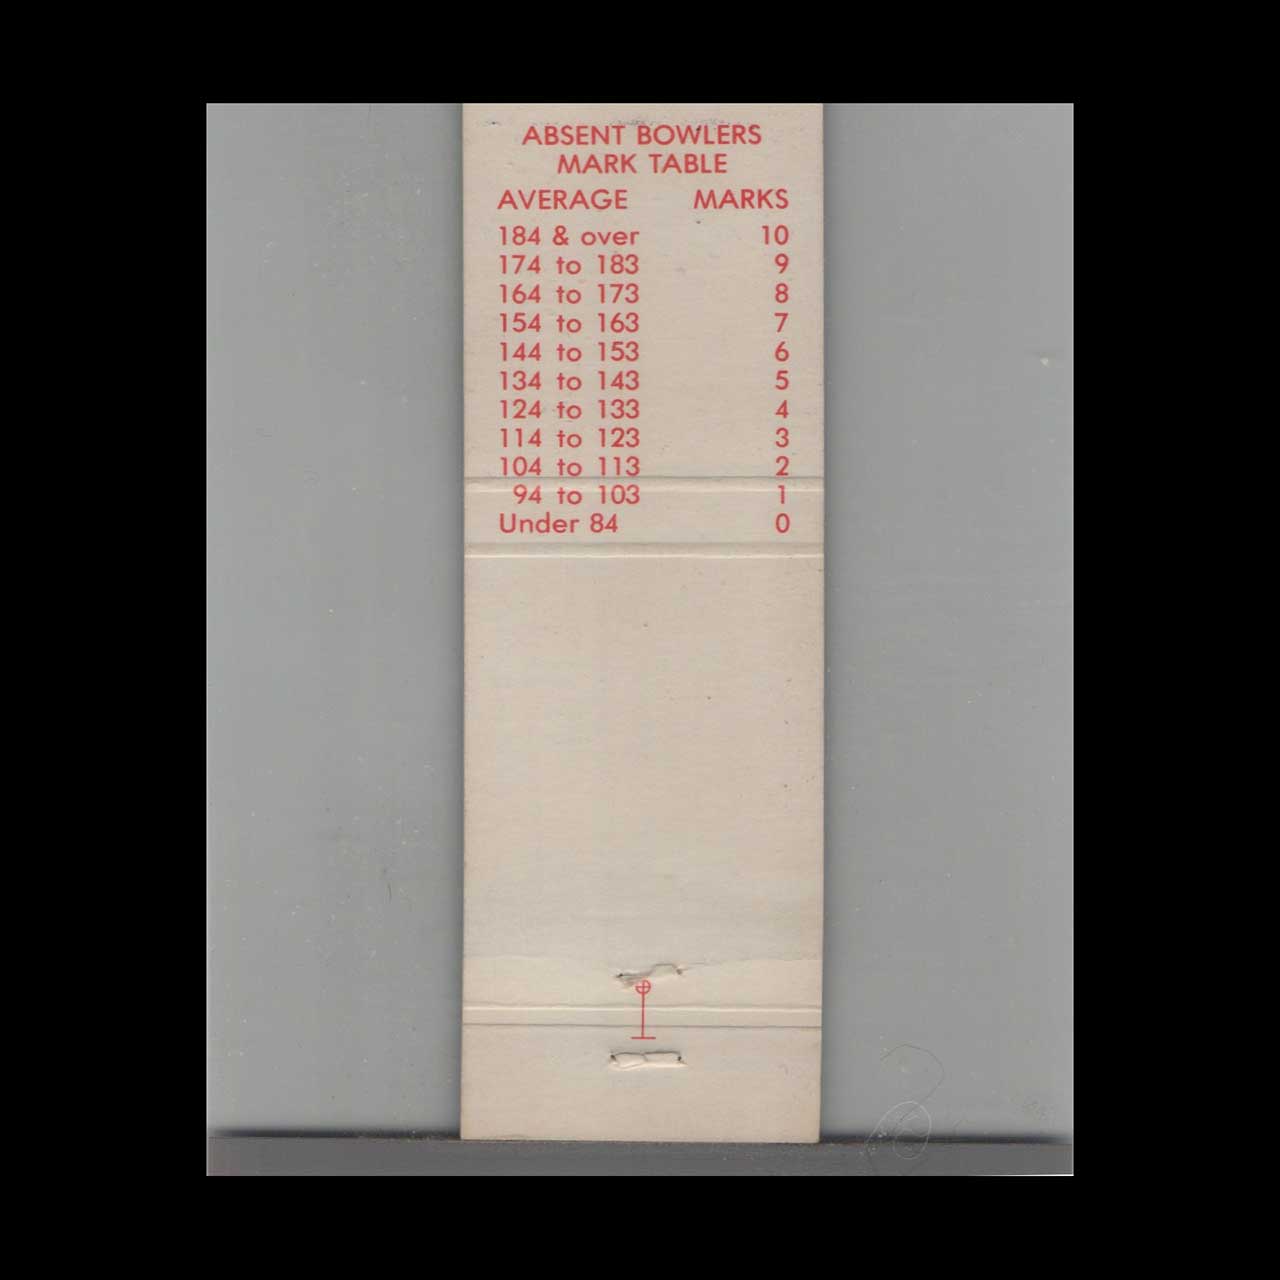 ABSENT BOWLERS
MARK TABLE
AVERAGE MARKS
184 & over 10
174 to 183 9
164 to 173 8
154 to 163 7
144 to 153 6
134 to 143 5
124 to 133 4
114 to 123 3
104 to 113 2
94 to 103 1
Under 84 0